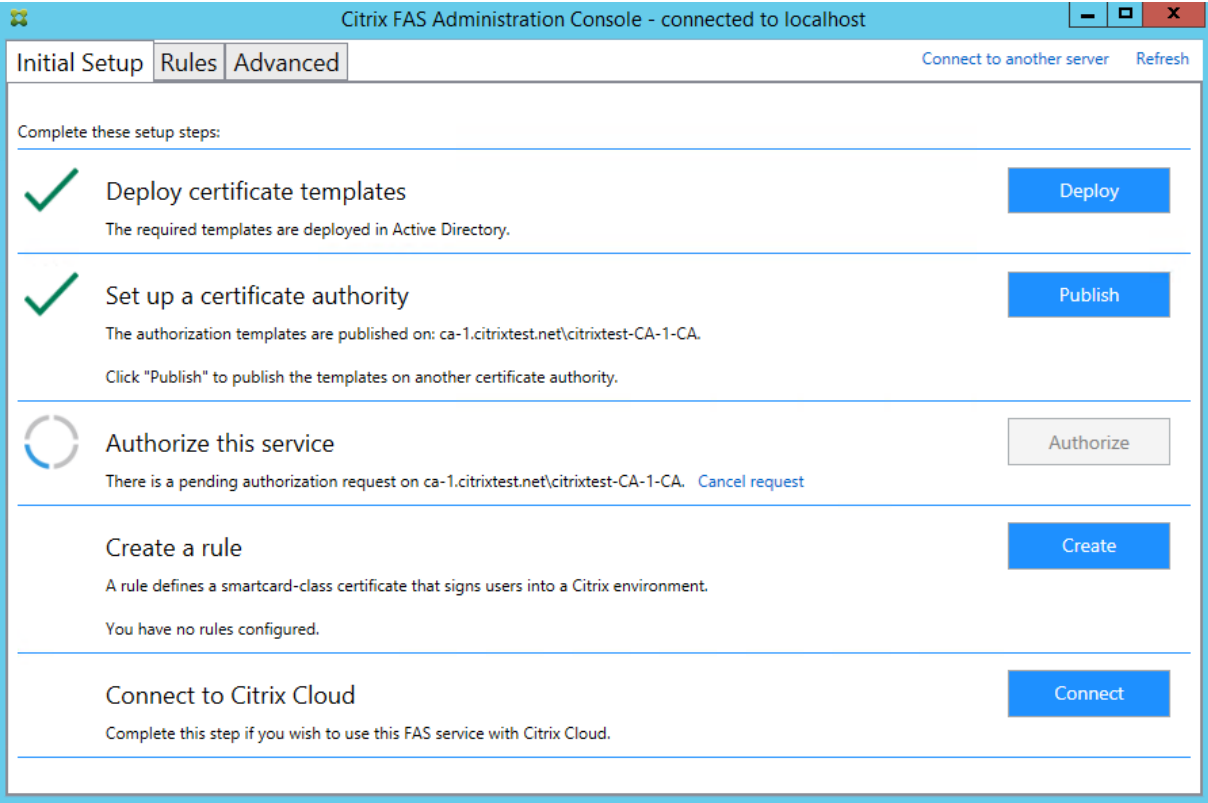 Citrix FAS Administration Console - connected to localhost
Initial Setup Rules Advanced Connect to another server Refresh
Complete these setup steps:
Deploy certificate templates
Deploy
The required templates are deployed in Active Directory.
Set up a certificate authority
Publish
The authorization templates are published on: ca-1.citrixtest.net\citrixtest-CA-1-CA.
Click "Publish" to publish the templates on another certificate authority.
Authorize this service
Authorize
There is a pending authorization request on ca-1.citrixtest.net\citrixtest-CA-1-CA. Cancel request
Create a rule
Create
A rule defines a smartcard-class certificate that signs users into a Citrix environment.
You have no rules configured.
Connect to Citrix Cloud
Connect
Complete this step if you wish to use this FAS service with Citrix Cloud.